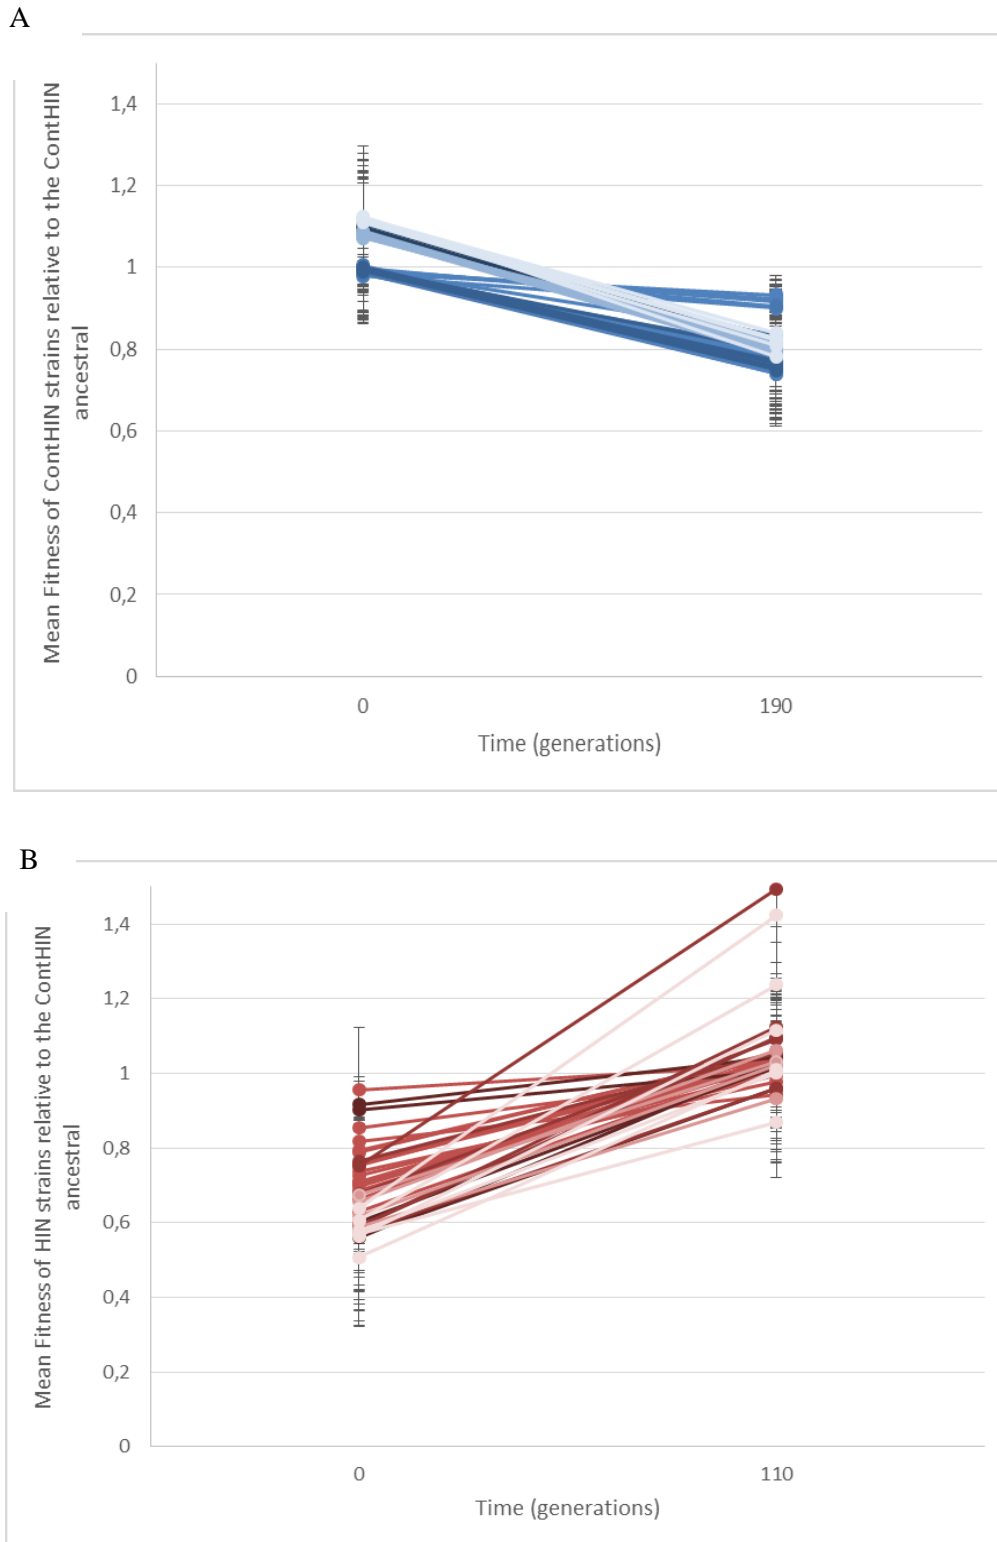 A
Mean Fitness of ContHIN strains relative to the ContHIN
ancestral
1,4
1,2
1
0,8
0,6
0,4
0,2
0
0 190
Time (generations)
B
Mean Fitness of HIN strains relative to the ContHIN
ancestral
1,4
1,2
1
0,8
0,6
0,4
0,2
0
0 110
Time (generations)